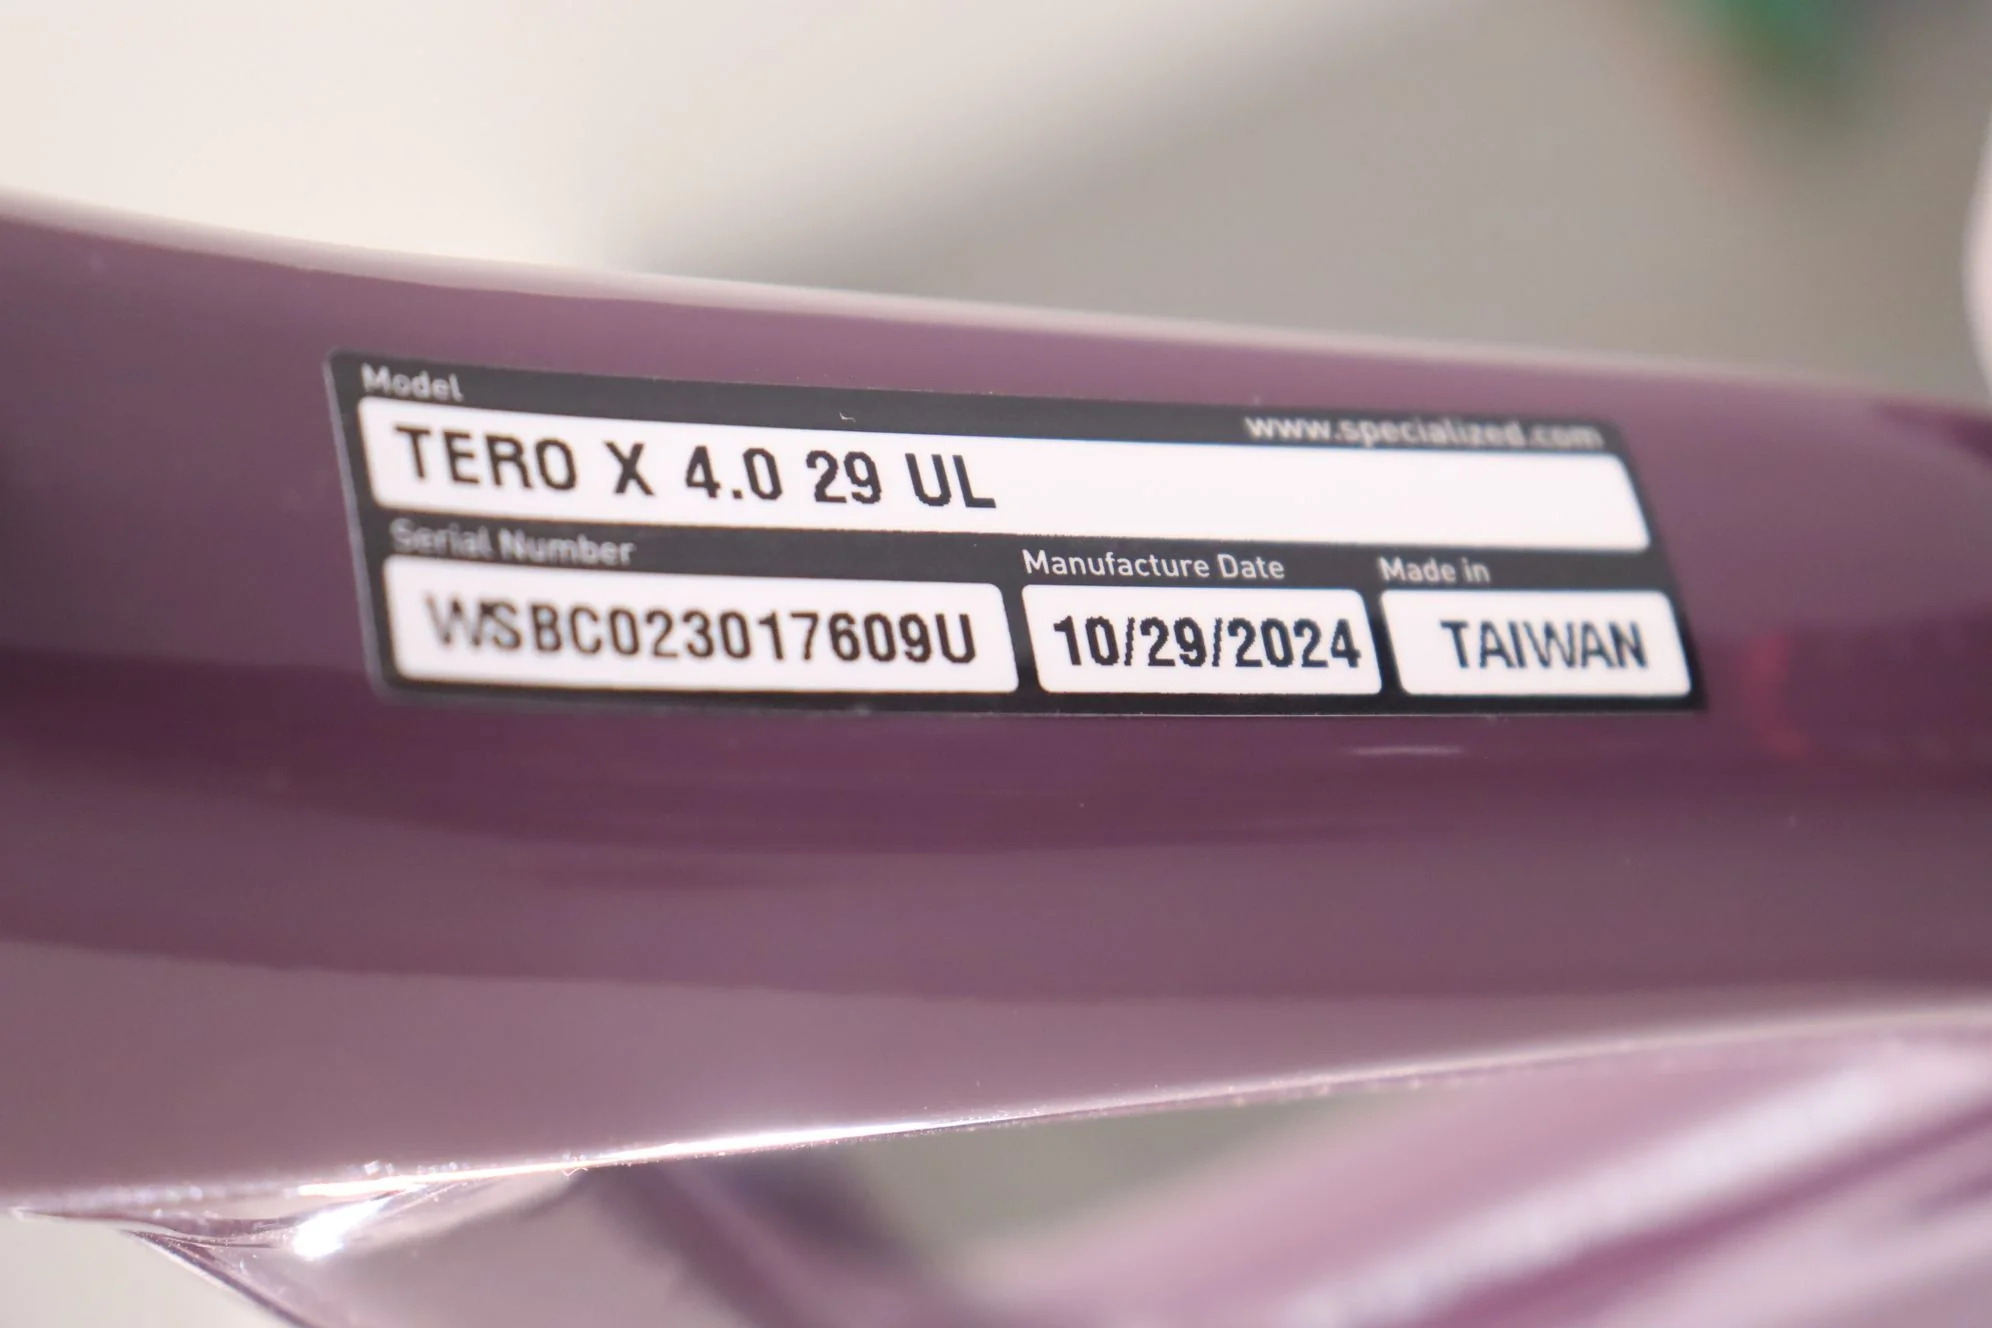 Model
www.specialized.com
TERO X 4.0 29 UL
Serial Number
Manufacture Date
Made in
WSBC023017609U
10/29/2024
TAIWAN